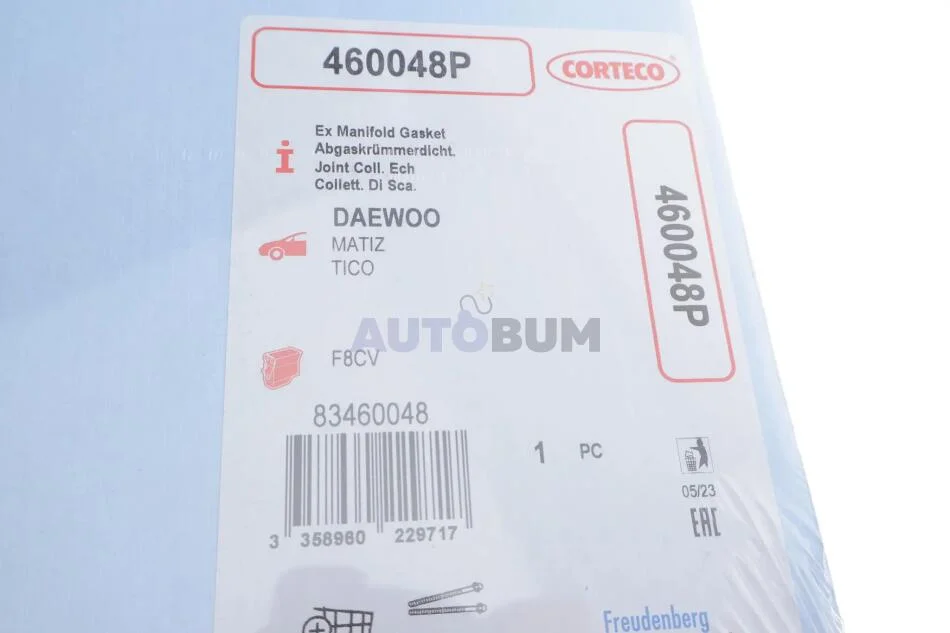 460048P
CORTECO
Ex Manifold Gasket
Abgaskrümmerdicht.
Joint Coll. Ech
Collett. Di Sca.
460048P
DAEWOO
MATIZ
TICO
AUTOBUM
F8CV
83460048
1 PC
05/23
EAC
3 358960 229717
Freudenberg